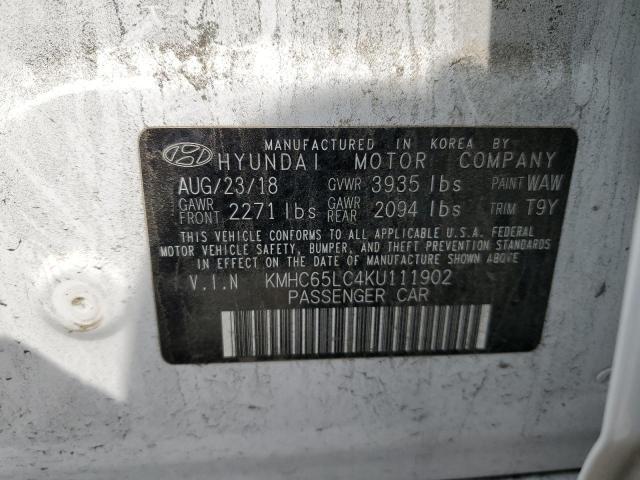 MANUFACTURED IN KOREA BY
HYUNDAI MOTOR COMPANY
AUG/23/18 GVWR 3935 lbs PAINT WAW
GAWR FRONT 2271 lbs GAWR REAR 2094 lbs TRIM T9Y
THIS VEHICLE CONFORMS TO ALL APPLICABLE U.S.A. FEDERAL
MOTOR VEHICLE SAFETY, BUMPER, AND THEFT PREVENTION STANDARDS
IN EFFECT ON THE DATE OF MANUFACTURE SHOWN ABOVE.
V.I.N KMHC65LC4KU111902
PASSENGER CAR